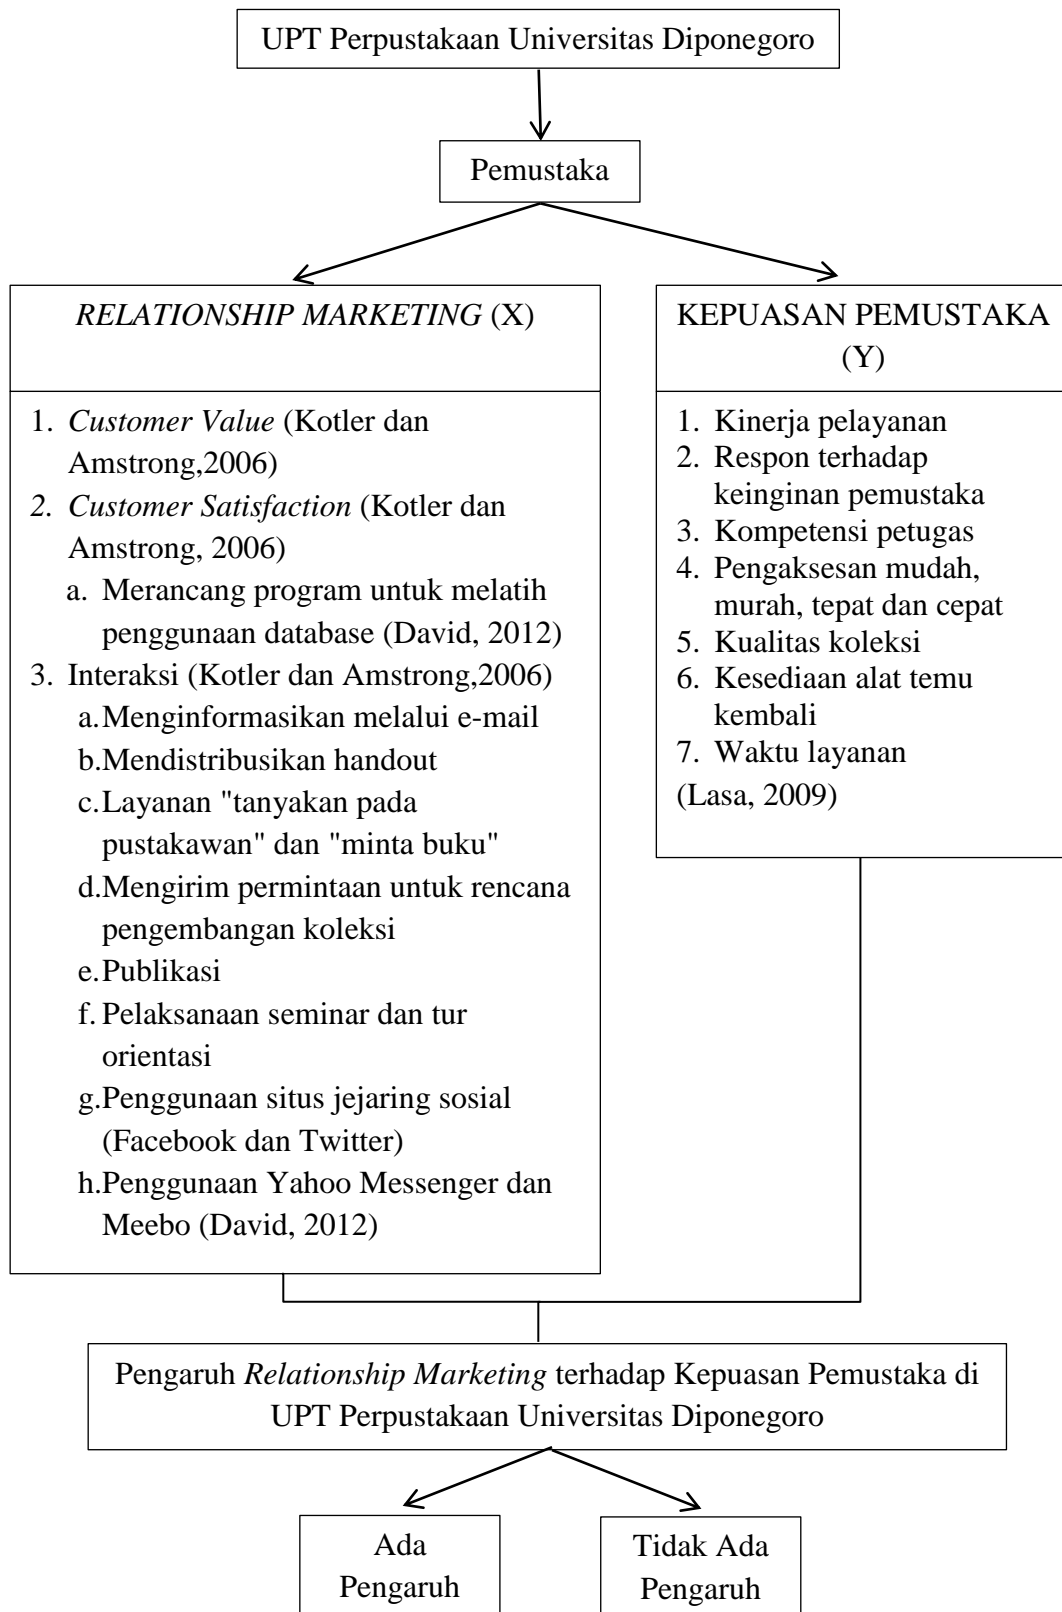 UPT Perpustakaan Universitas Diponegoro
Pemustaka
RELATIONSHIP MARKETING (X)
1. Customer Value (Kotler dan
Amstrong,2006)
2. Customer Satisfaction (Kotler dan
Amstrong, 2006)
a. Merancang program untuk melatih
penggunaan database (David, 2012)
3. Interaksi (Kotler dan Amstrong,2006)
a.Menginformasikan melalui e-mail
b.Mendistribusikan handout
c.Layanan "tanyakan pada
pustakawan" dan "minta buku"
d.Mengirim permintaan untuk rencana
pengembangan koleksi
e.Publikasi
f. Pelaksanaan seminar dan tur
orientasi
g.Penggunaan situs jejaring sosial
(Facebook dan Twitter)
h.Penggunaan Yahoo Messenger dan
Meebo (David, 2012)
KEPUASAN PEMUSTAKA
(Y)
1. Kinerja pelayanan
2. Respon terhadap
keinginan pemustaka
3. Kompetensi petugas
4. Pengaksesan mudah,
murah, tepat dan cepat
5. Kualitas koleksi
6. Kesediaan alat temu
kembali
7. Waktu layanan
(Lasa, 2009)
Pengaruh Relationship Marketing terhadap Kepuasan Pemustaka di
UPT Perpustakaan Universitas Diponegoro
Ada
Pengaruh
Tidak Ada
Pengaruh